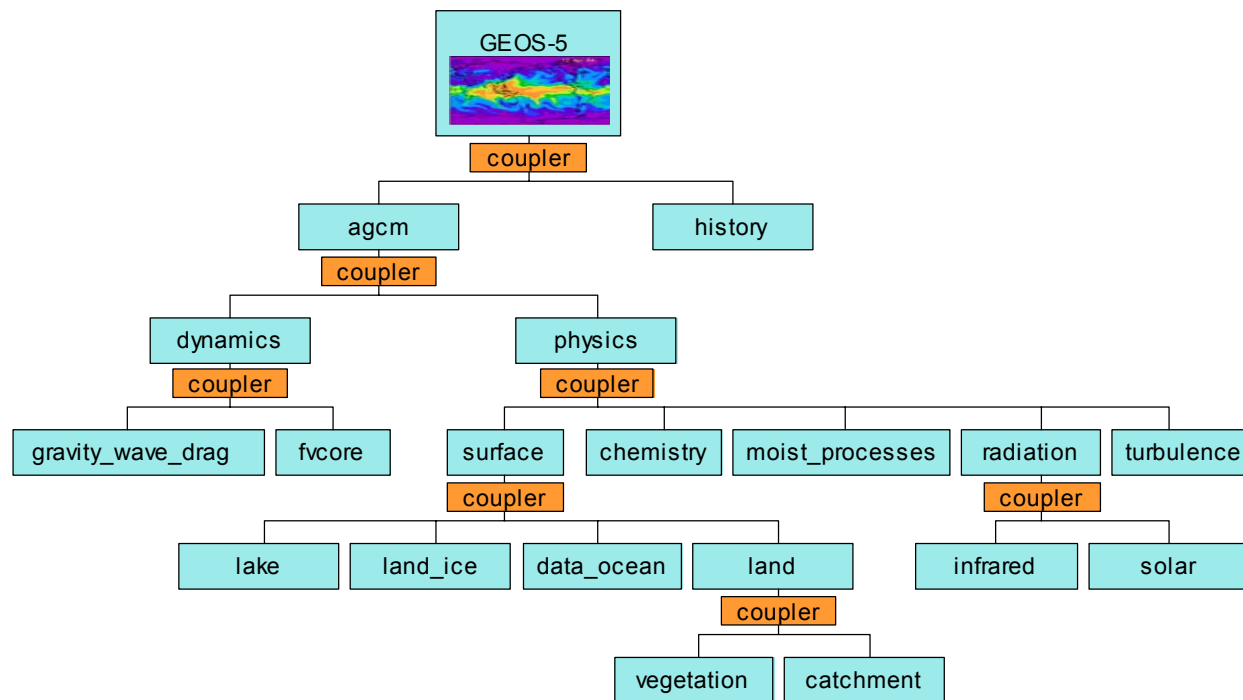 GEOS-5
coupler
agcm
history
coupler
dynamics
physics
coupler
coupler
gravity_wave_drag
fvcore
surface
chemistry
moist_processes
radiation
turbulence
coupler
coupler
lake
land_ice
data_ocean
land
infrared
solar
coupler
vegetation
catchment